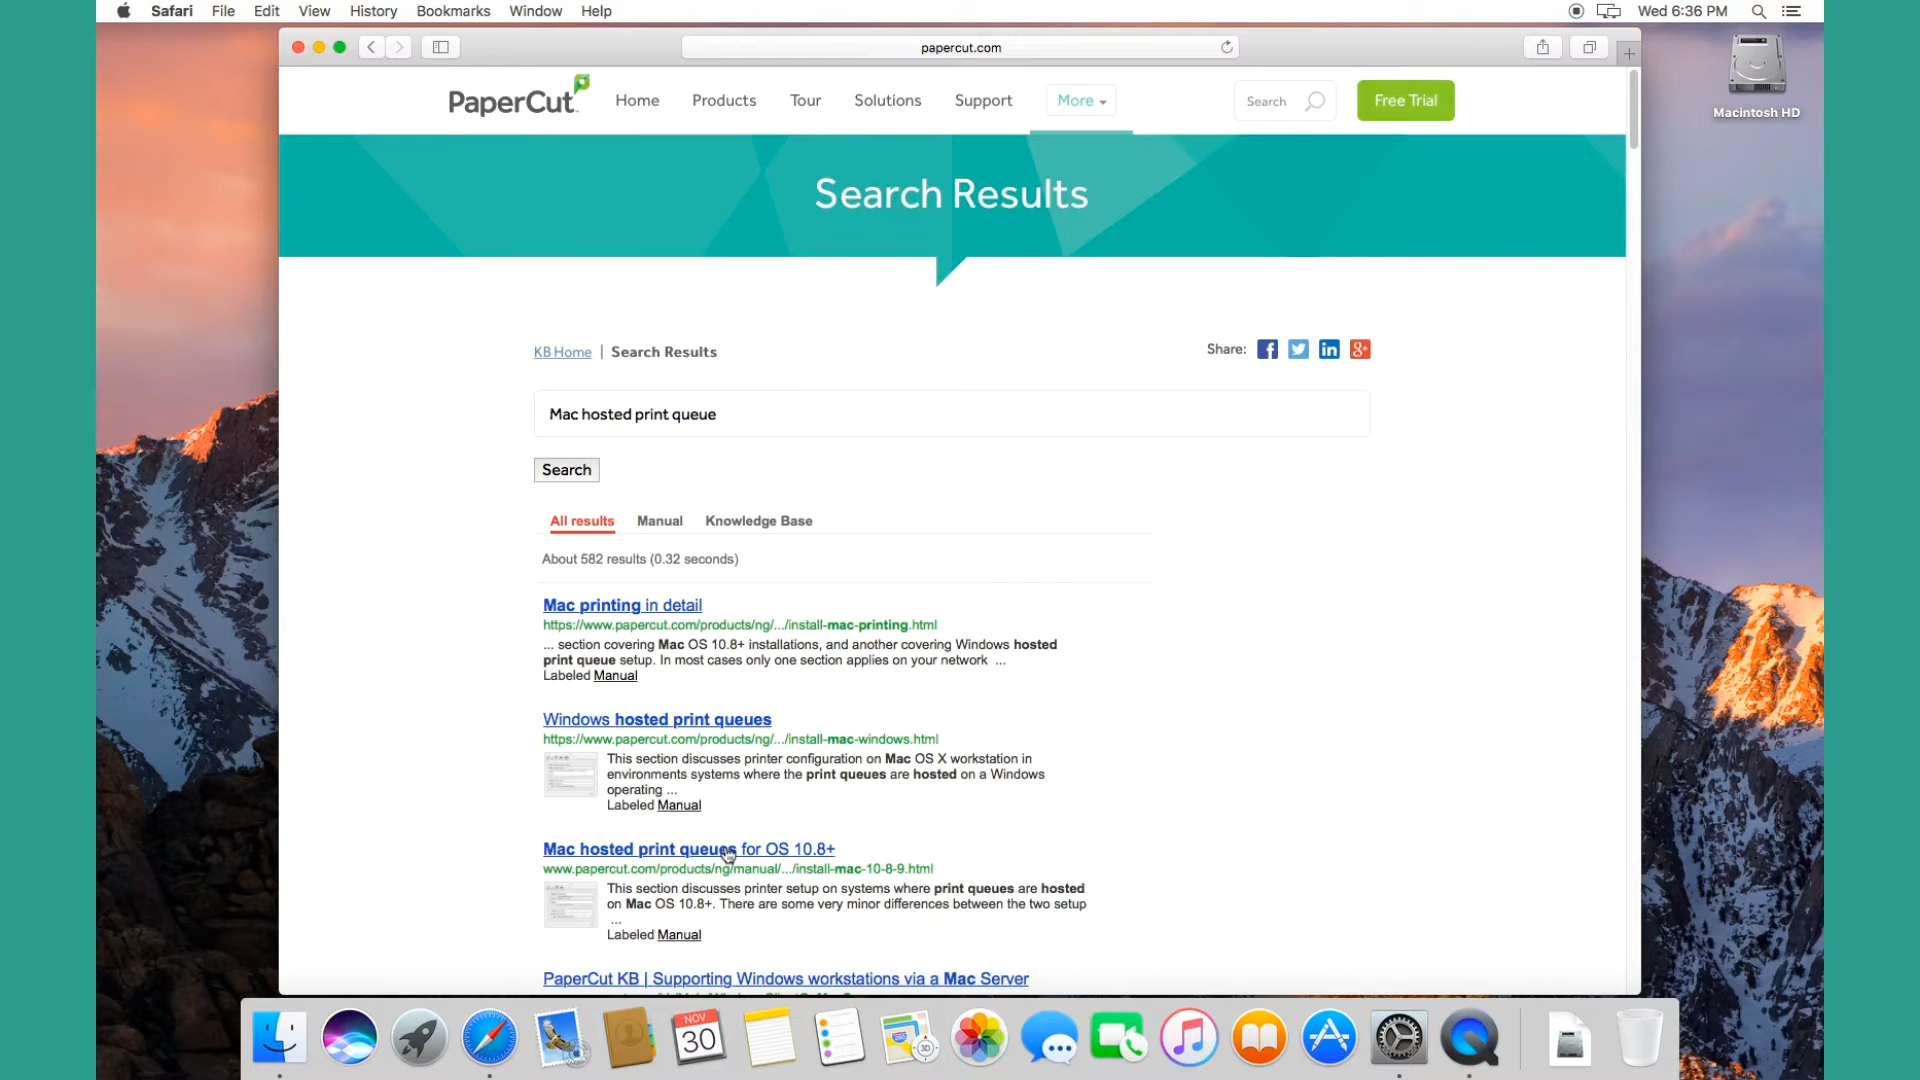 Safari File Edit View History Bookmarks Window Help Wed 6:36 PM
papercut.com
Macintosh HD
PaperCut Home Products Tour Solutions Support More Search Free Trial
Search Results
KB Home | Search Results Share:
Mac hosted print queue
Search
All results Manual Knowledge Base
About 582 results (0.32 seconds)
Mac printing in detail
https://www.papercut.com/products/ng/.../install-mac-printing.html
... section covering Mac OS 10.8+ installations, and another covering Windows hosted
print queue setup. In most cases only one section applies on your network ...
Labeled Manual
Windows hosted print queues
https://www.papercut.com/products/ng/.../install-mac-windows.html
This section discusses printer configuration on Mac OS X workstation in
environments systems where the print queues are hosted on a Windows
operating ...
Labeled Manual
Mac hosted print queues for OS 10.8+
www.papercut.com/products/ng/manual/.../install-mac-10-8-9.html
This section discusses printer setup on systems where print queues are hosted
on Mac OS 10.8+. There are some very minor differences between the two setup
...
Labeled Manual
PaperCut KB | Supporting Windows workstations via a Mac Server
NOV
30
3D